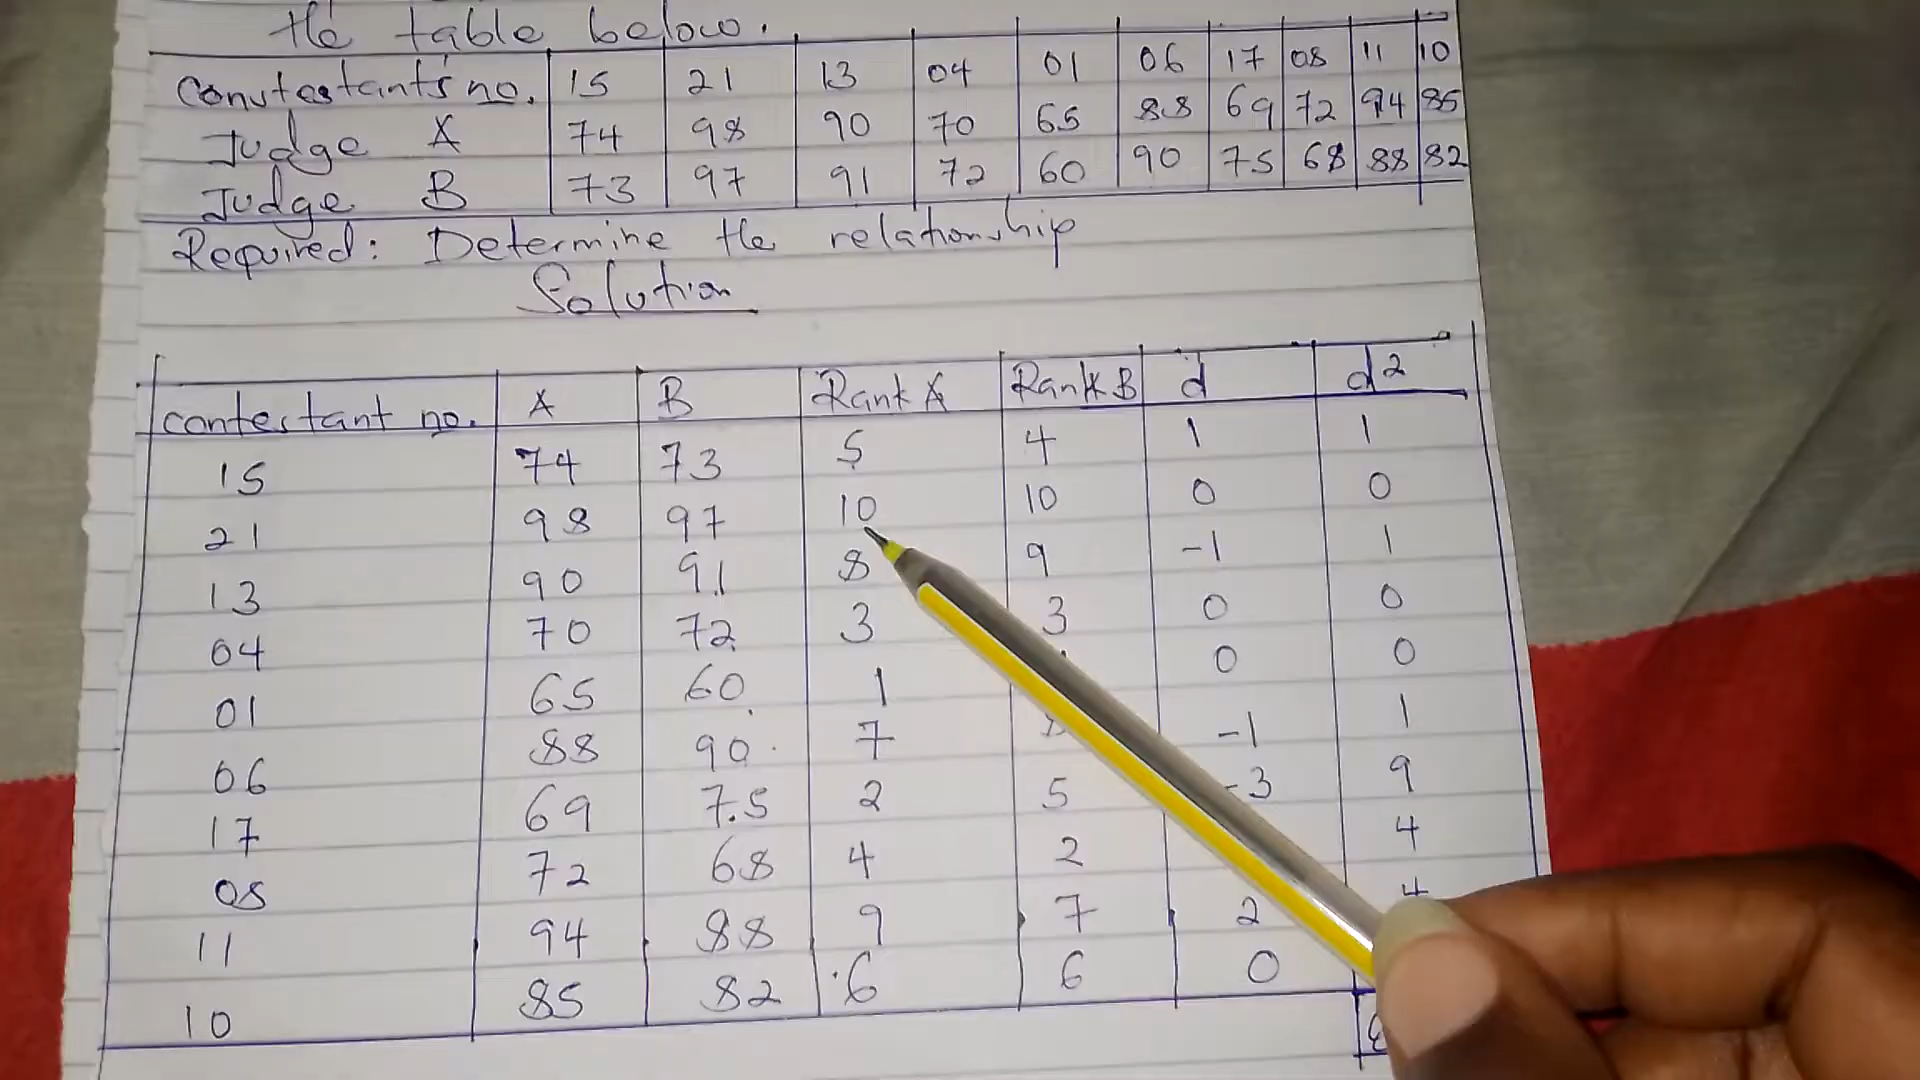 the table below.
Conutestant's no. 15 21 13 04 01 06 17 08 11 10
Judge A 74 98 90 70 65 88 69 72 94 85
Judge B 73 97 91 72 60 90 75 68 88 82
Required: Determine the relationship
Solution
contestant no. A B Rank A Rank B d d2
15 74 73 5 4 1 1
21 98 97 10 10 0 0
13 90 91 8 9 -1 1
04 70 72 3 3 0 0
01 65 60 1 0 0
06 88 90 7 -1 1
17 69 75 2 5 -3 9
08 72 68 4 2 4
11 94 88 9 7 2 4
10 85 82 6 6 0